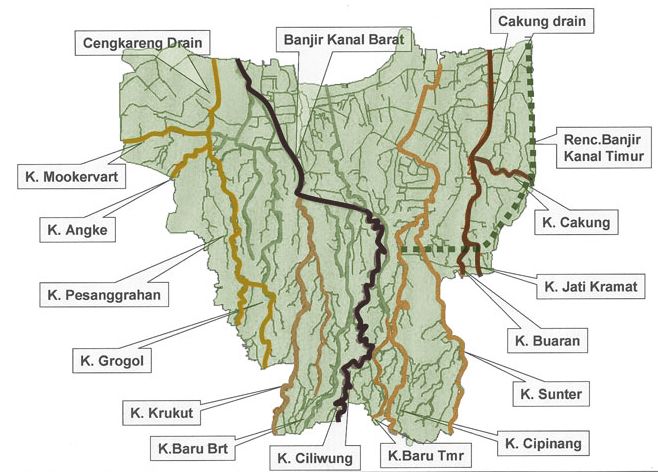 Cakung drain
Cengkareng Drain
Banjir Kanal Barat
Renc.Banjir
Kanal Timur
K. Mookervart
K. Angke
K. Cakung
K. Pesanggrahan
K. Jati Kramat
K. Buaran
K. Grogol
K. Sunter
K. Krukut
K.Baru Brt
K. Ciliwung
K.Baru Tmr
K. Cipinang